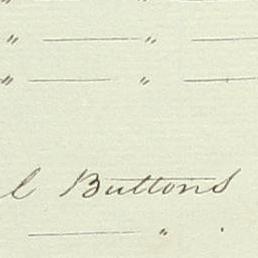 " — " —
" — " —
l Buttons
— " .